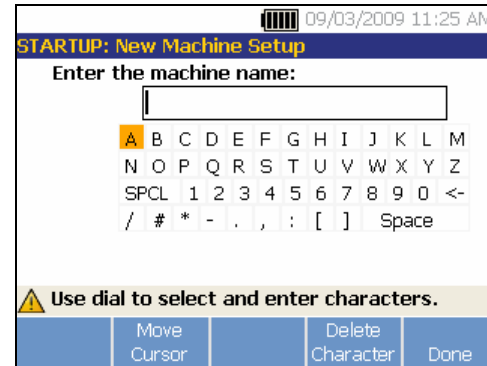 09/03/2009 11:25 AM
STARTUP: New Machine Setup
Enter the machine name:
A B C D E F G H I J K L M
N O P Q R S T U V W X Y Z
SPCL 1 2 3 4 5 6 7 8 9 0 <-
/ # * - . , : [ ] Space
Use dial to select and enter characters.
Move Cursor Delete Character Done